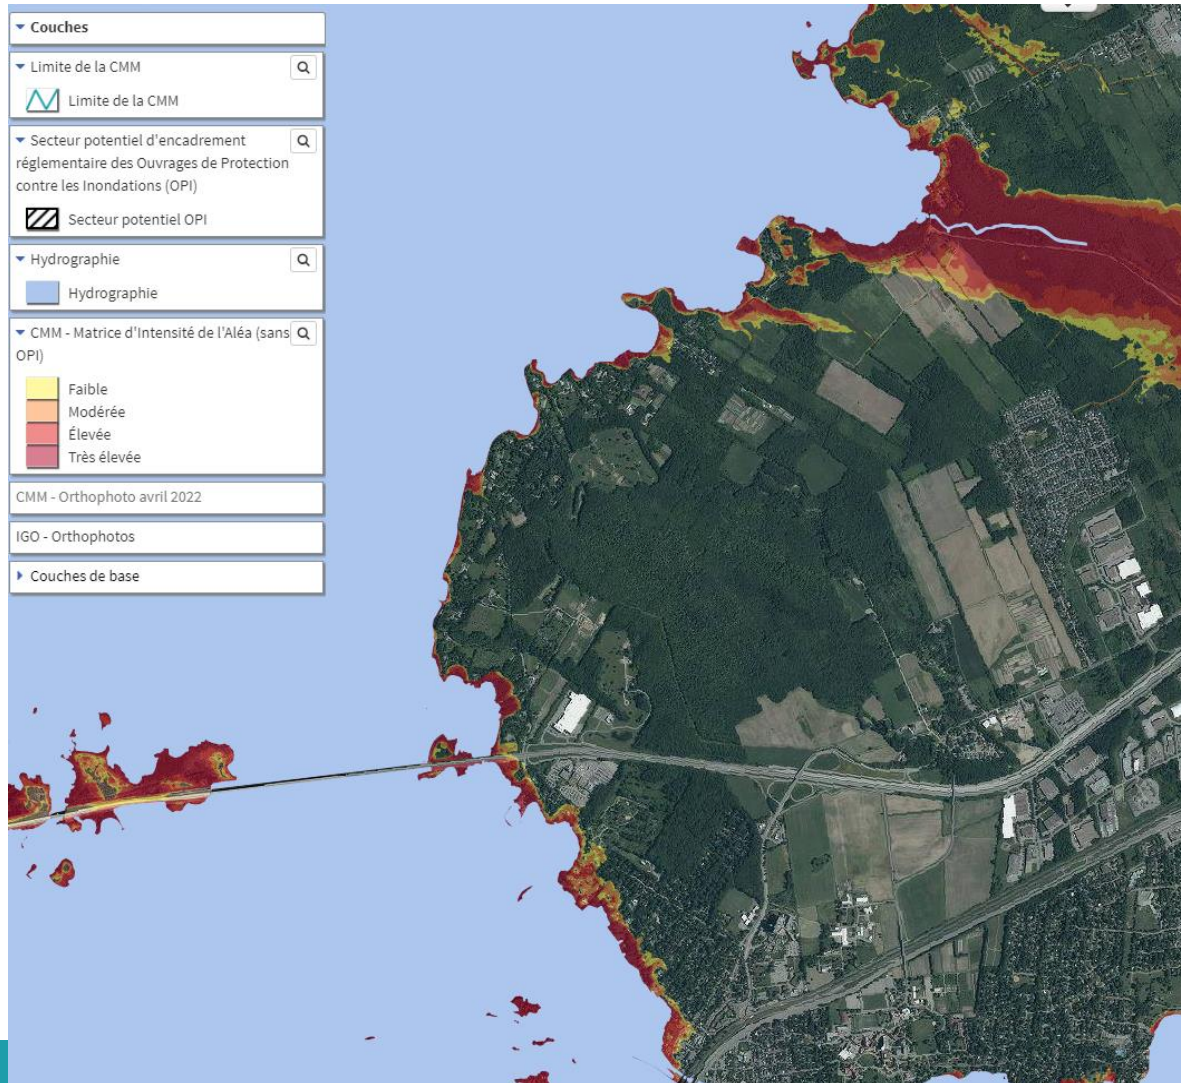 Couches
Limite de la CMM
Limite de la CMM
Secteur potentiel d'encadrement
réglementaire des Ouvrages de Protection
contre les Inondations (OPI)
Secteur potentiel OPI
Hydrographie
Hydrographie
CMM - Matrice d'Intensité de l'Aléa (sans
OPI)
Faible
Modérée
Élevée
Très élevée
CMM - Orthophoto avril 2022
IGO - Orthophotos
Couches de base